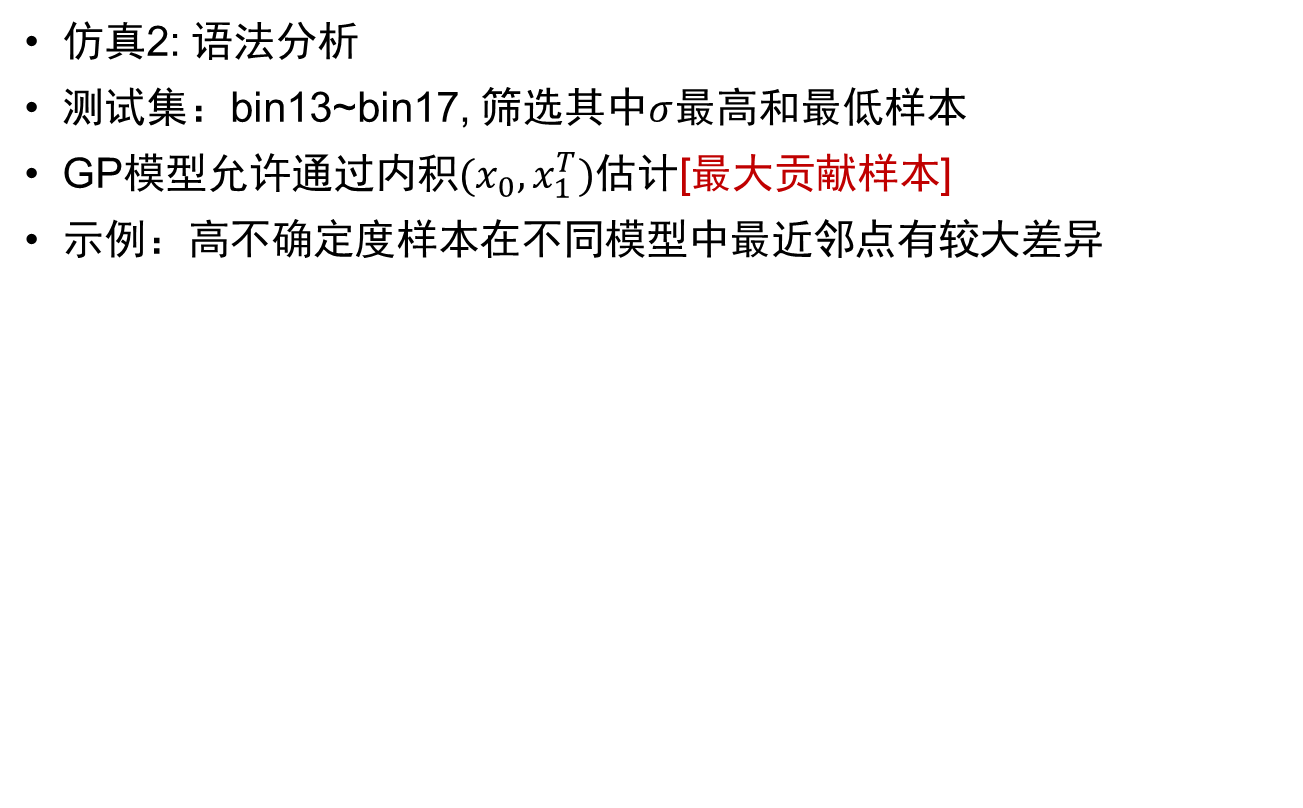 • 仿真2: 语法分析
• 测试集：bin13~bin17, 筛选其中𝜎最高和最低样本
• GP模型允许通过内积(𝑥₀, 𝑥₁ᵀ)估计[最大贡献样本]
• 示例：高不确定度样本在不同模型中最近邻点有较大差异